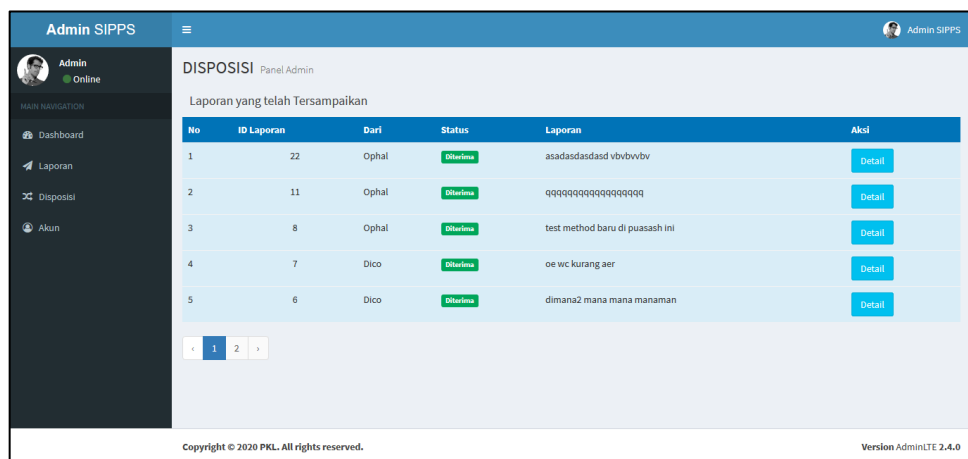 Admin SIPPS
Admin SIPPS
Admin
Online
MAIN NAVIGATION
Dashboard
Laporan
Disposisi
Akun
DISPOSISI Panel Admin
Laporan yang telah Tersampaikan
No ID Laporan Dari Status Laporan Aksi
1 22 Ophal Diterima asadasdasdasd vbvbvvbv Detail
2 11 Ophal Diterima qqqqqqqqqqqqqqqqqq Detail
3 8 Ophal Diterima test method baru di puasash ini Detail
4 7 Dico Diterima oe wc kurang aer Detail
5 6 Dico Diterima dimana2 mana mana manaman Detail
‹ 1 2 ›
Copyright © 2020 PKL. All rights reserved. Version AdminLTE 2.4.0